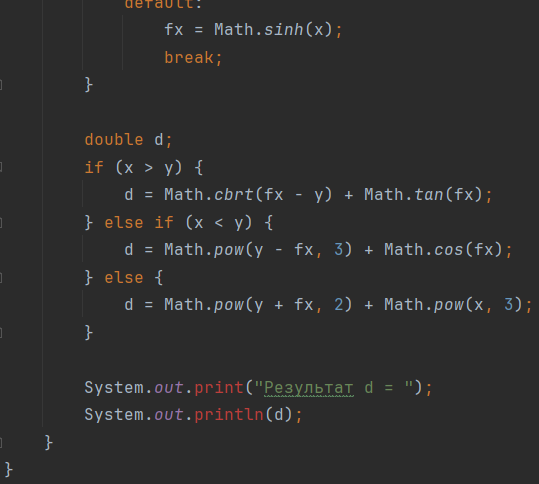 default:
fx = Math.sinh(x);
break;
}
double d;
if (x > y) {
d = Math.cbrt(fx - y) + Math.tan(fx);
} else if (x < y) {
d = Math.pow(y - fx, 3) + Math.cos(fx);
} else {
d = Math.pow(y + fx, 2) + Math.pow(x, 3);
}
System.out.print("Результат d = ");
System.out.println(d);
}
}